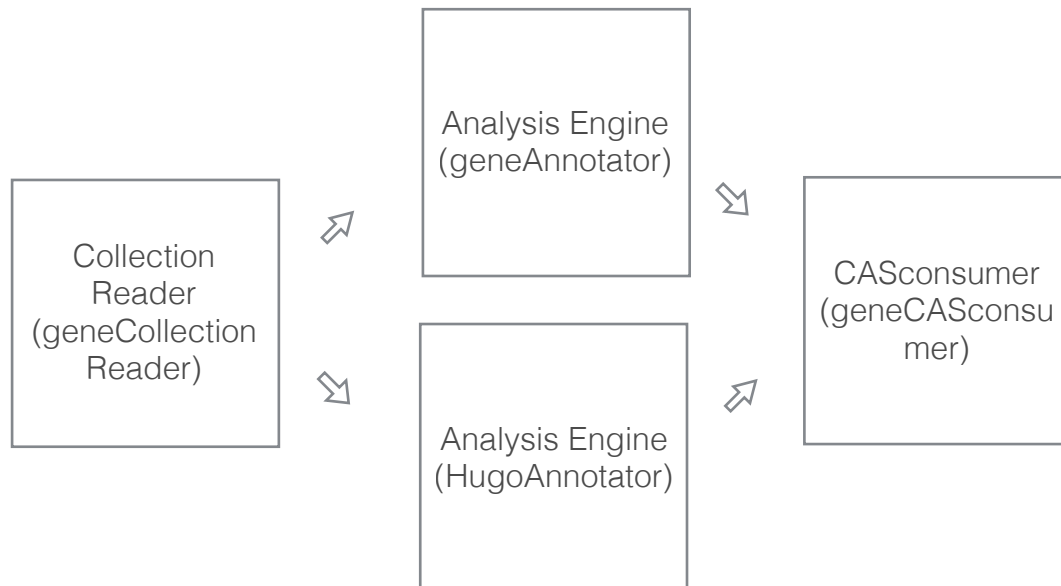 Collection
Reader
(geneCollection
Reader)
Analysis Engine
(geneAnnotator)
Analysis Engine
(HugoAnnotator)
CASconsumer
(geneCASconsu
mer)